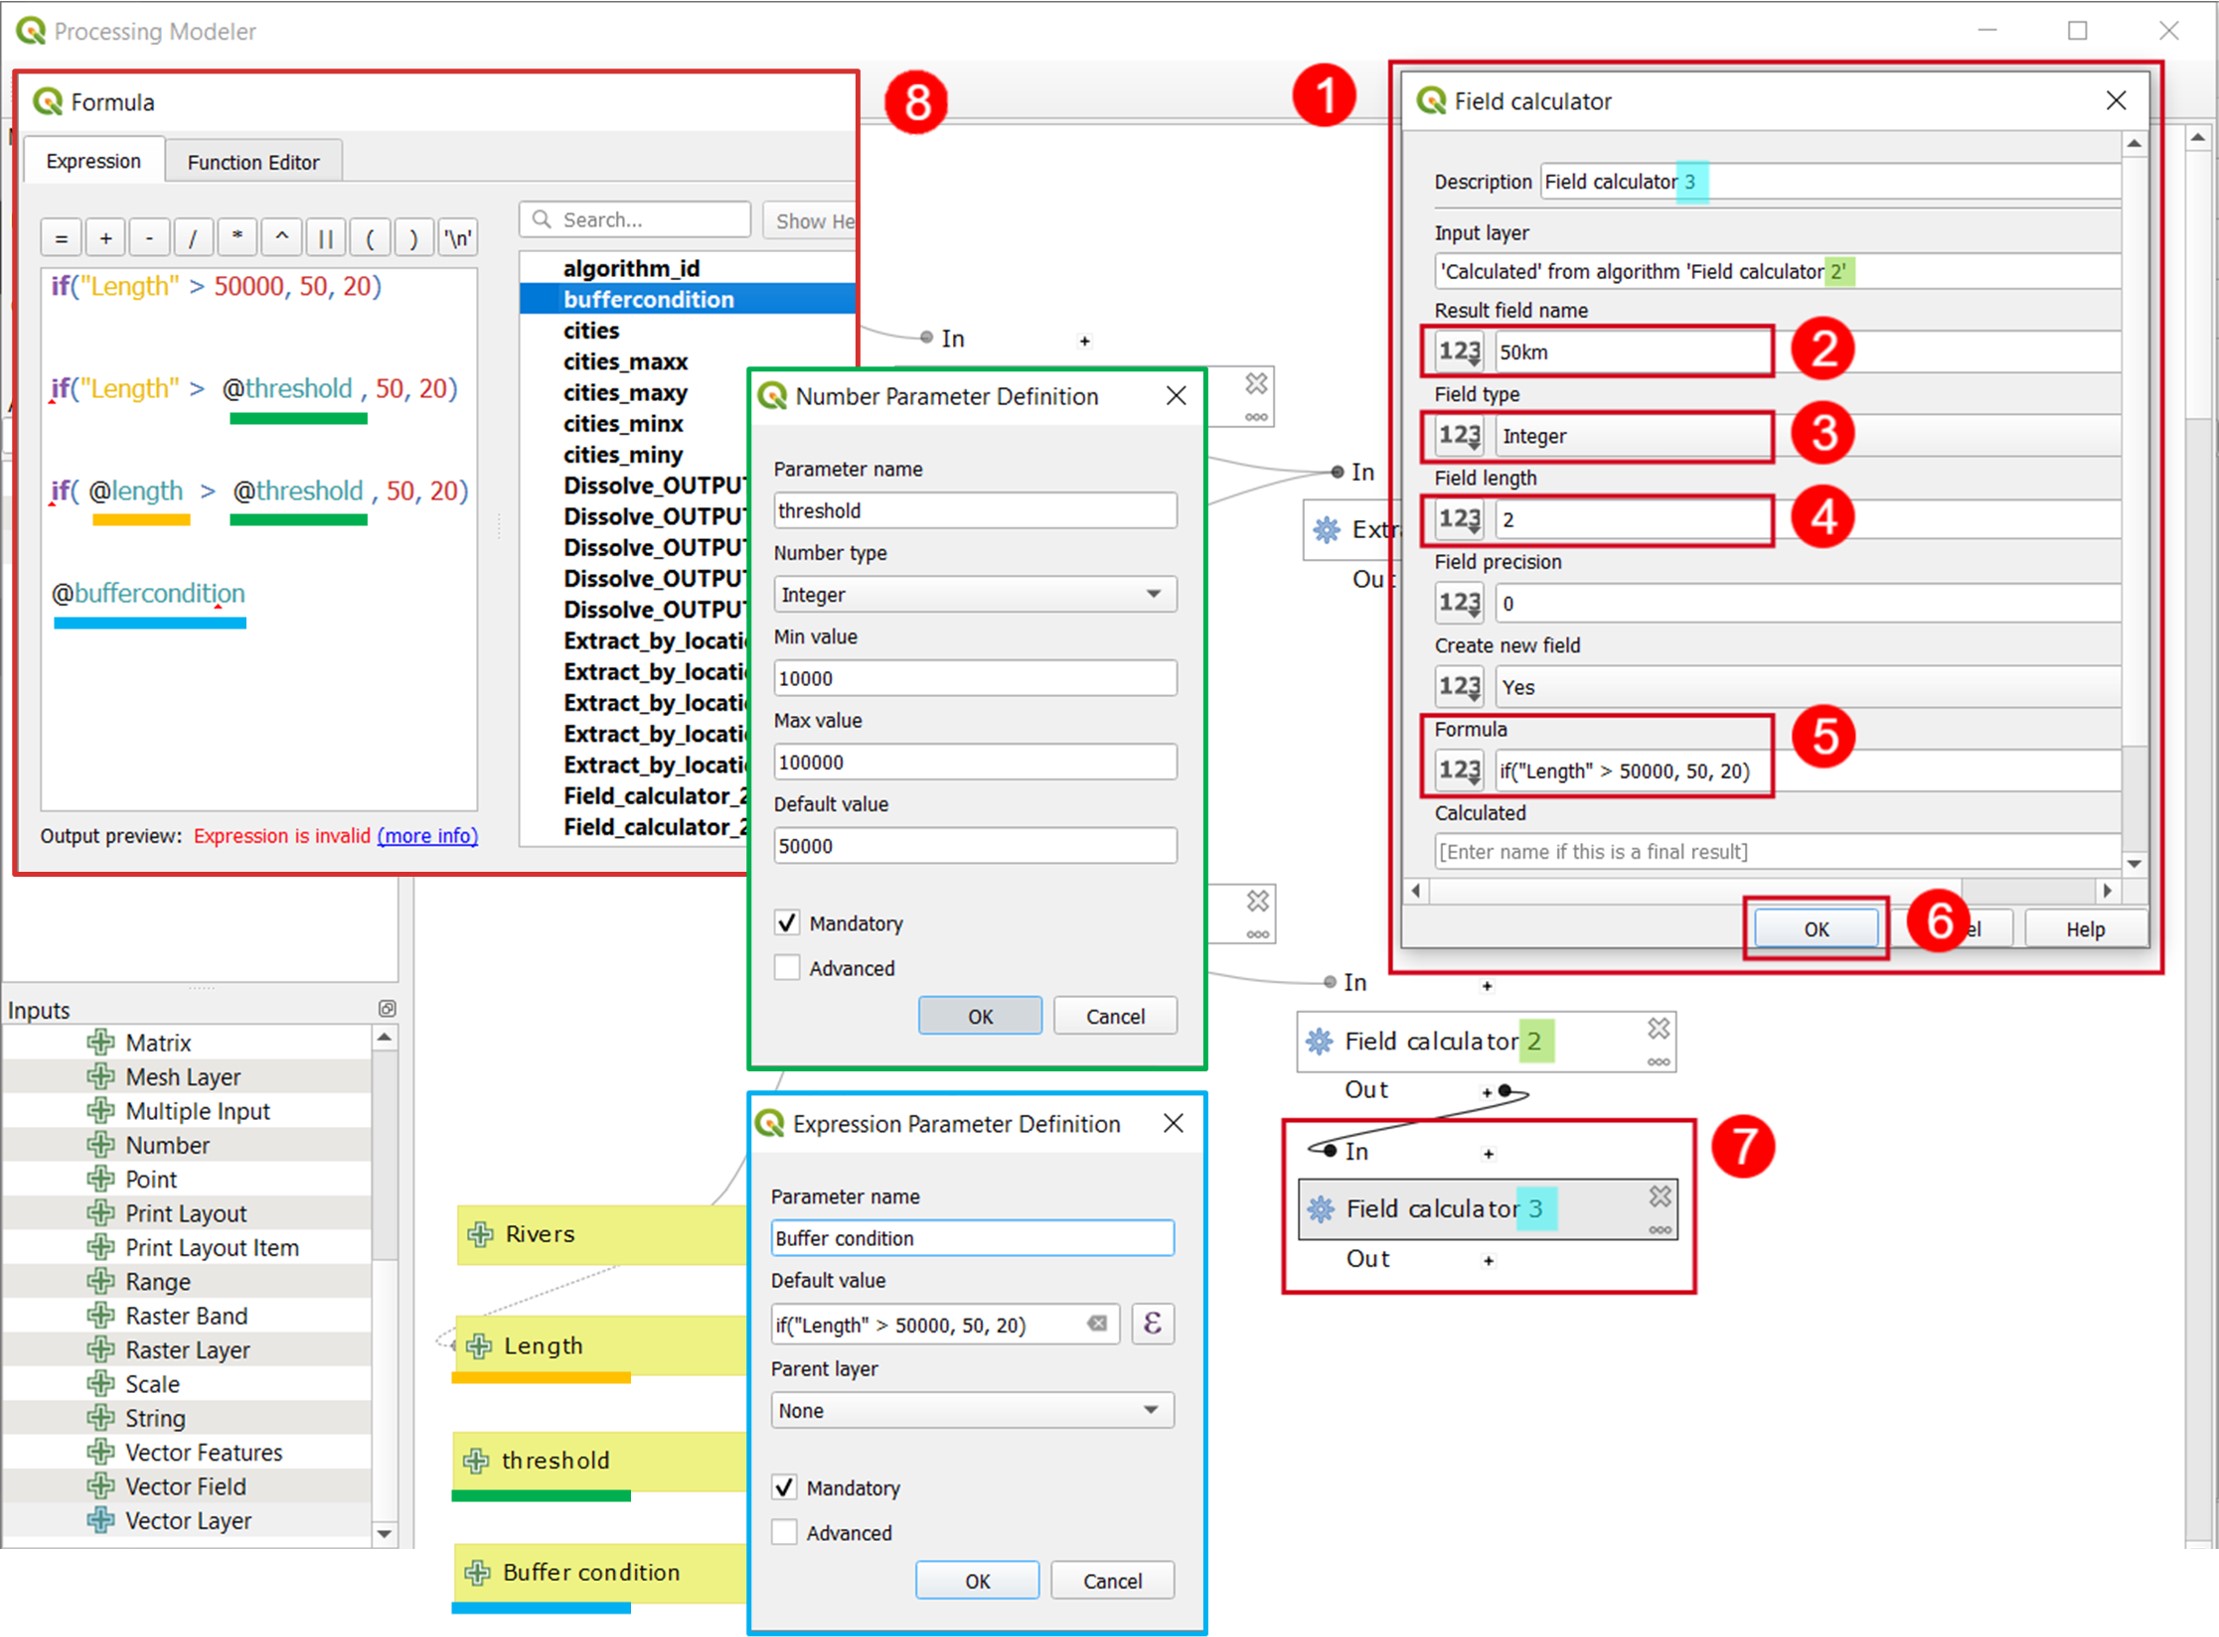 Processing Modeler
Formula
8
Expression
Function Editor
= + - / * ^ || ( ) '\n'
if("Length" > 50000, 50, 20)
if("Length" > @threshold , 50, 20)
if( @length > @threshold , 50, 20)
@buffercondition
Output preview: Expression is invalid (more info)
Search...
Show He
algorithm_id
buffercondition
cities
cities_maxx
cities_maxy
cities_minx
cities_miny
Dissolve_OUTPUT
Dissolve_OUTPUT
Dissolve_OUTPUT
Dissolve_OUTPUT
Dissolve_OUTPUT
Extract_by_locati
Extract_by_locati
Extract_by_locati
Extract_by_locati
Extract_by_locati
Field_calculator_2
Field_calculator_2
In +
Number Parameter Definition
Parameter name
threshold
Number type
Integer
Min value
10000
Max value
100000
Default value
50000
Mandatory
Advanced
OK
Cancel
In
Extr
Out
1
Field calculator
Description Field calculator 3
Input layer
'Calculated' from algorithm 'Field calculator 2'
Result field name
123 50km
2
Field type
123 Integer
3
Field length
123 2
4
Field precision
123 0
Create new field
123 Yes
Formula
5
123 if("Length" > 50000, 50, 20)
Calculated
[Enter name if this is a final result]
OK
6
el
Help
In +
Field calculator 2
Out +
In +
7
Field calculator 3
Out +
Inputs
Matrix
Mesh Layer
Multiple Input
Number
Point
Print Layout
Print Layout Item
Range
Raster Band
Raster Layer
Scale
String
Vector Features
Vector Field
Vector Layer
Rivers
Length
threshold
Buffer condition
Expression Parameter Definition
Parameter name
Buffer condition
Default value
if("Length" > 50000, 50, 20)
ε
Parent layer
None
Mandatory
Advanced
OK
Cancel